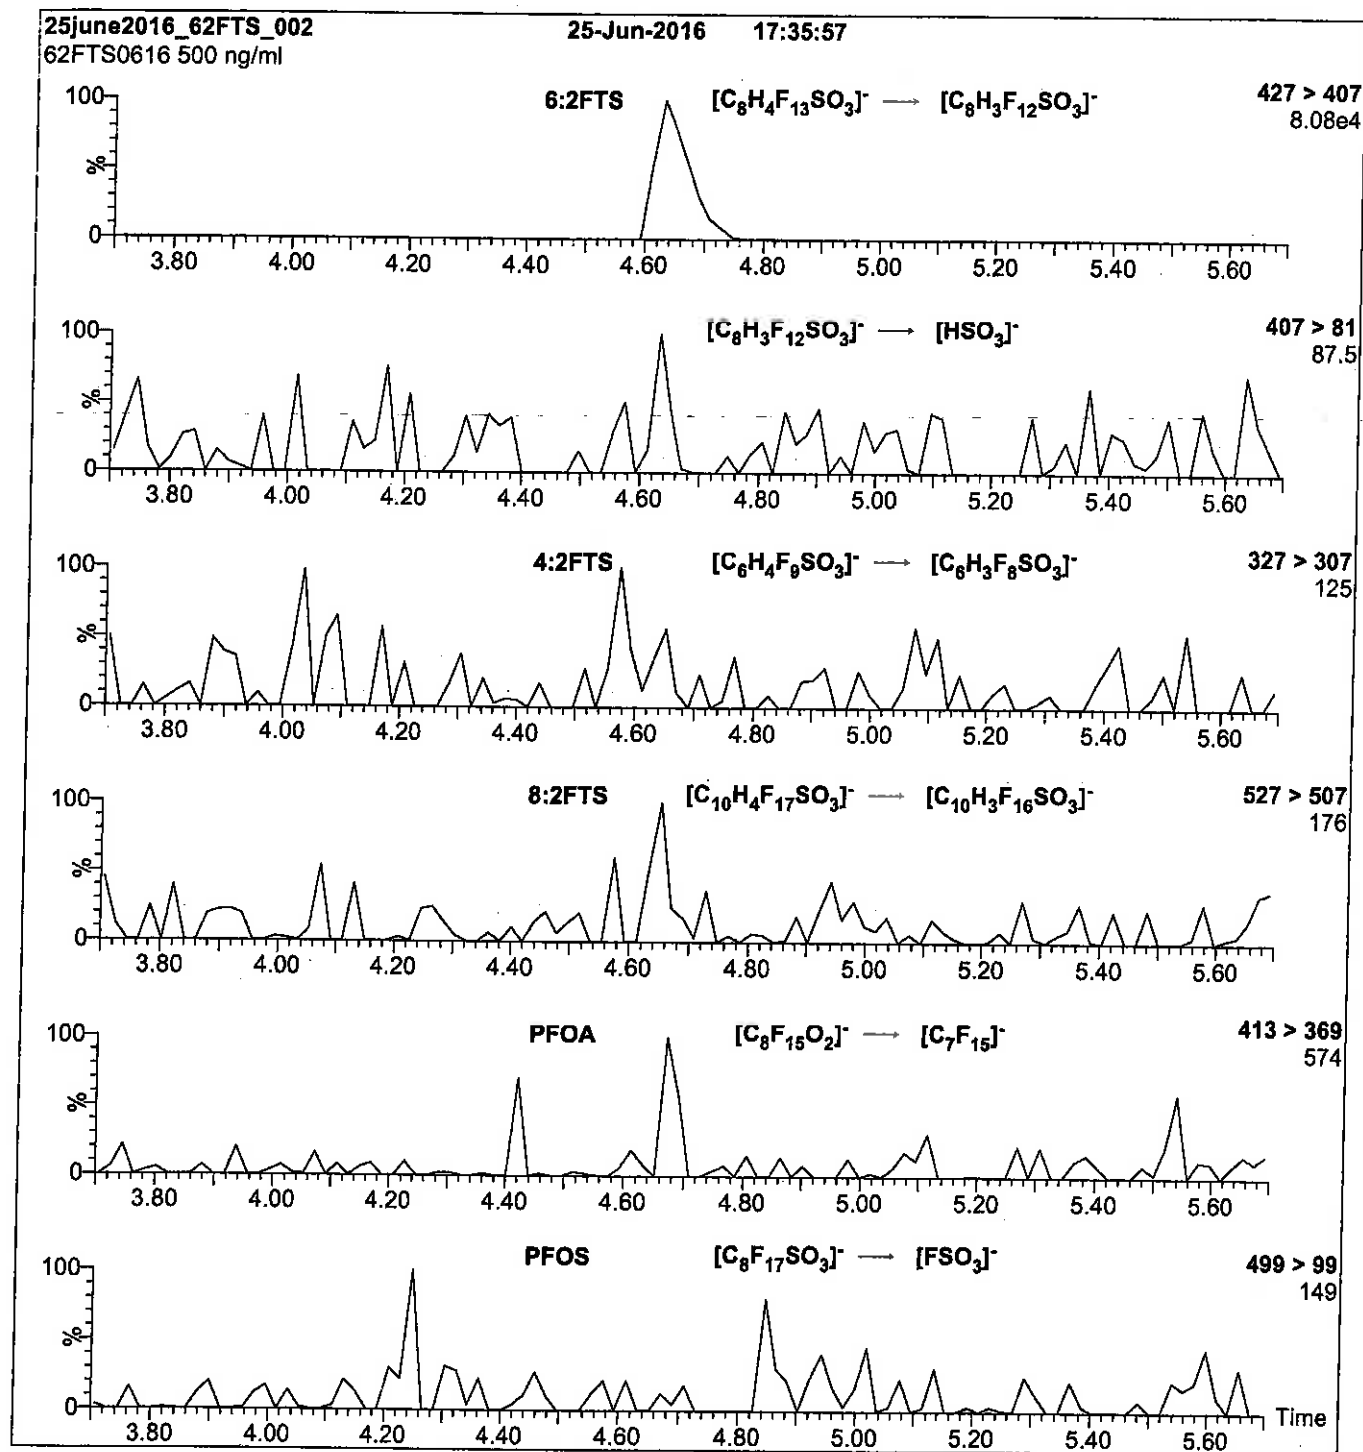 25june2016_62FTS_002 25-Jun-2016 17:35:57
62FTS0616 500 ng/ml
6:2FTS [C₈H₄F₁₃SO₃]⁻ → [C₈H₃F₁₂SO₃]⁻ 427 > 407
8.08e4
100
%
0
3.80 4.00 4.20 4.40 4.60 4.80 5.00 5.20 5.40 5.60
[C₈H₃F₁₂SO₃]⁻ → [HSO₃]⁻ 407 > 81
87.5
100
%
0
3.80 4.00 4.20 4.40 4.60 4.80 5.00 5.20 5.40 5.60
4:2FTS [C₆H₄F₉SO₃]⁻ → [C₆H₃F₈SO₃]⁻ 327 > 307
125
100
%
0
3.80 4.00 4.20 4.40 4.60 4.80 5.00 5.20 5.40 5.60
8:2FTS [C₁₀H₄F₁₇SO₃]⁻ → [C₁₀H₃F₁₆SO₃]⁻ 527 > 507
176
100
%
0
3.80 4.00 4.20 4.40 4.60 4.80 5.00 5.20 5.40 5.60
PFOA [C₈F₁₅O₂]⁻ → [C₇F₁₅]⁻ 413 > 369
574
100
%
0
3.80 4.00 4.20 4.40 4.60 4.80 5.00 5.20 5.40 5.60
PFOS [C₈F₁₇SO₃]⁻ → [FSO₃]⁻ 499 > 99
149
100
%
0
3.80 4.00 4.20 4.40 4.60 4.80 5.00 5.20 5.40 5.60 Time